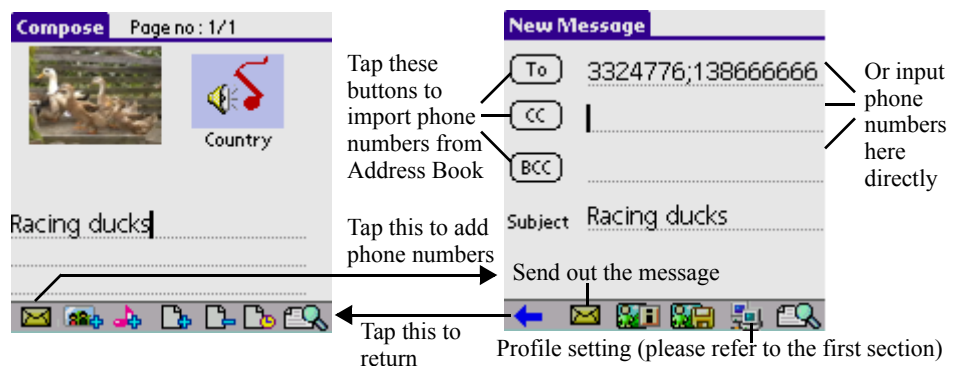 Compose Page no : 1/1
Country
Racing ducks
Tap these
buttons to
import phone
numbers from
Address Book
Tap this to add
phone numbers
Tap this to
return
New Message
To 3324776;138666666
CC
BCC
Subject Racing ducks
Send out the message
Or input
phone
numbers
here
directly
Profile setting (please refer to the first section)